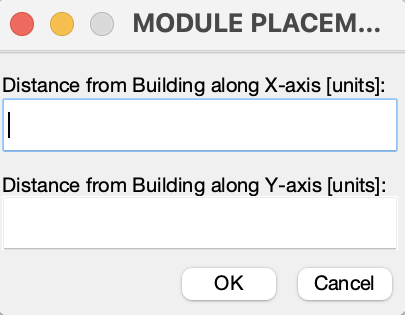 MODULE PLACEM...
Distance from Building along X-axis [units]:
Distance from Building along Y-axis [units]:
OK Cancel